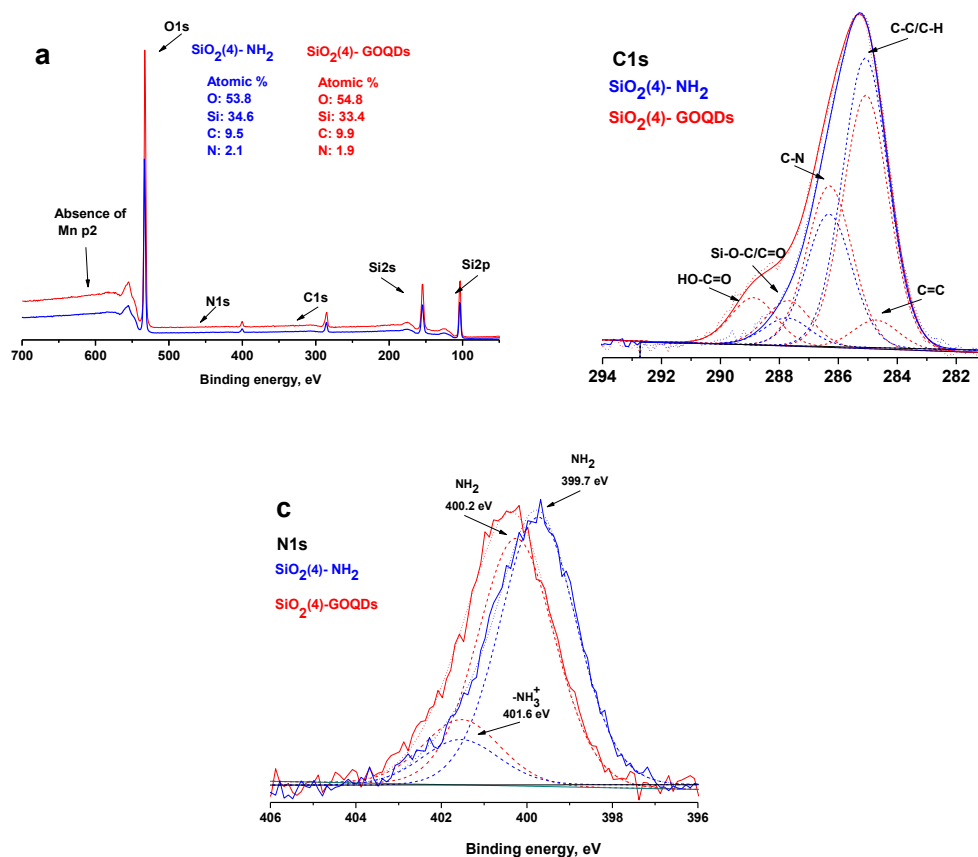 a
O1s
SiO2(4)- NH2
SiO2(4)- GOQDs
Atomic %
O: 53.8
Si: 34.6
C: 9.5
N: 2.1
Atomic %
O: 54.8
Si: 33.4
C: 9.9
N: 1.9
Absence of
Mn p2
N1s
C1s
Si2s
Si2p
700 600 500 400 300 200 100
Binding energy, eV
C1s
SiO2(4)- NH2
SiO2(4)- GOQDs
C-C/C-H
C-N
Si-O-C/C=O
HO-C=O
C=C
294 292 290 288 286 284 282
c
N1s
SiO2(4)- NH2
SiO2(4)-GOQDs
NH2
400.2 eV
NH2
399.7 eV
-NH3+
401.6 eV
406 404 402 400 398 396
Binding energy, eV